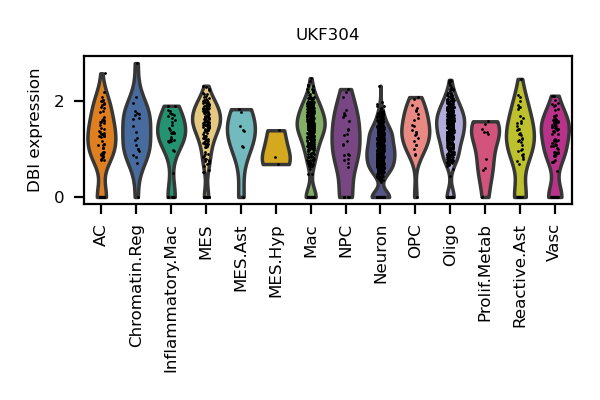 UKF304
DBI expression
2
0
AC
Chromatin.Reg
Inflammatory.Mac
MES
MES.Ast
MES.Hyp
Mac
NPC
Neuron
OPC
Oligo
Prolif.Metab
Reactive.Ast
Vasc